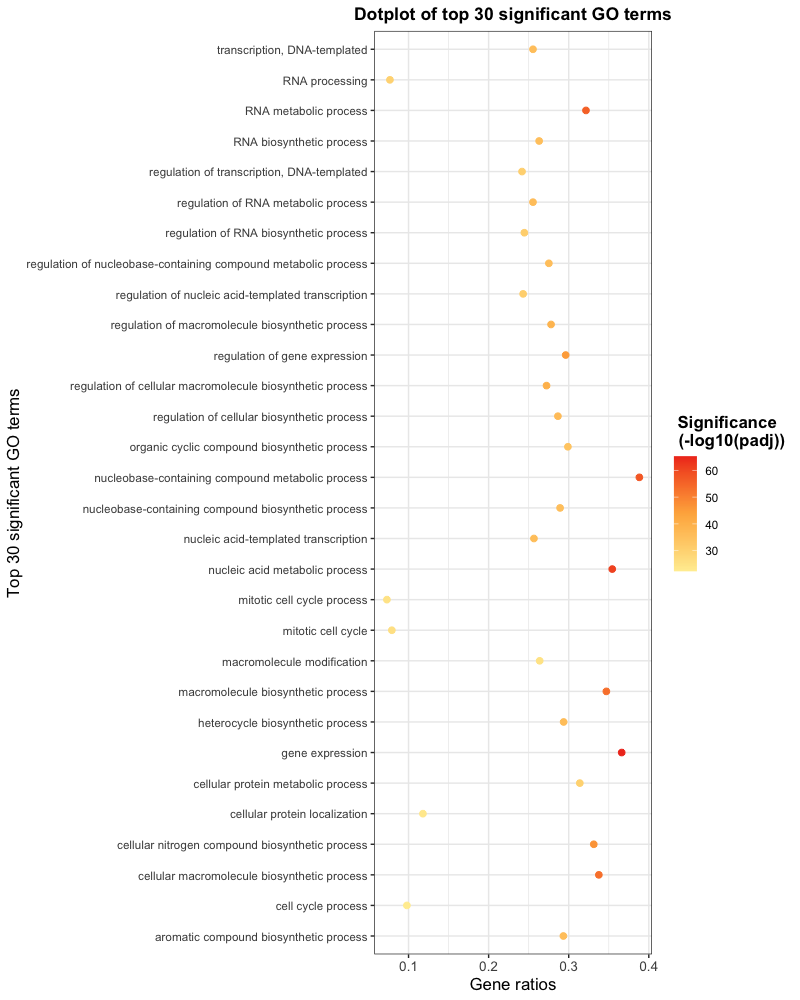 Dotplot of top 30 significant GO terms
transcription, DNA-templated
RNA processing
RNA metabolic process
RNA biosynthetic process
regulation of transcription, DNA-templated
regulation of RNA metabolic process
regulation of RNA biosynthetic process
regulation of nucleobase-containing compound metabolic process
regulation of nucleic acid-templated transcription
regulation of macromolecule biosynthetic process
regulation of gene expression
regulation of cellular macromolecule biosynthetic process
regulation of cellular biosynthetic process
organic cyclic compound biosynthetic process
nucleobase-containing compound metabolic process
nucleobase-containing compound biosynthetic process
nucleic acid-templated transcription
nucleic acid metabolic process
mitotic cell cycle process
mitotic cell cycle
macromolecule modification
macromolecule biosynthetic process
heterocycle biosynthetic process
gene expression
cellular protein metabolic process
cellular protein localization
cellular nitrogen compound biosynthetic process
cellular macromolecule biosynthetic process
cell cycle process
aromatic compound biosynthetic process
Top 30 significant GO terms
0.1 0.2 0.3 0.4
Gene ratios
Significance
(-log10(padj))
60
50
40
30